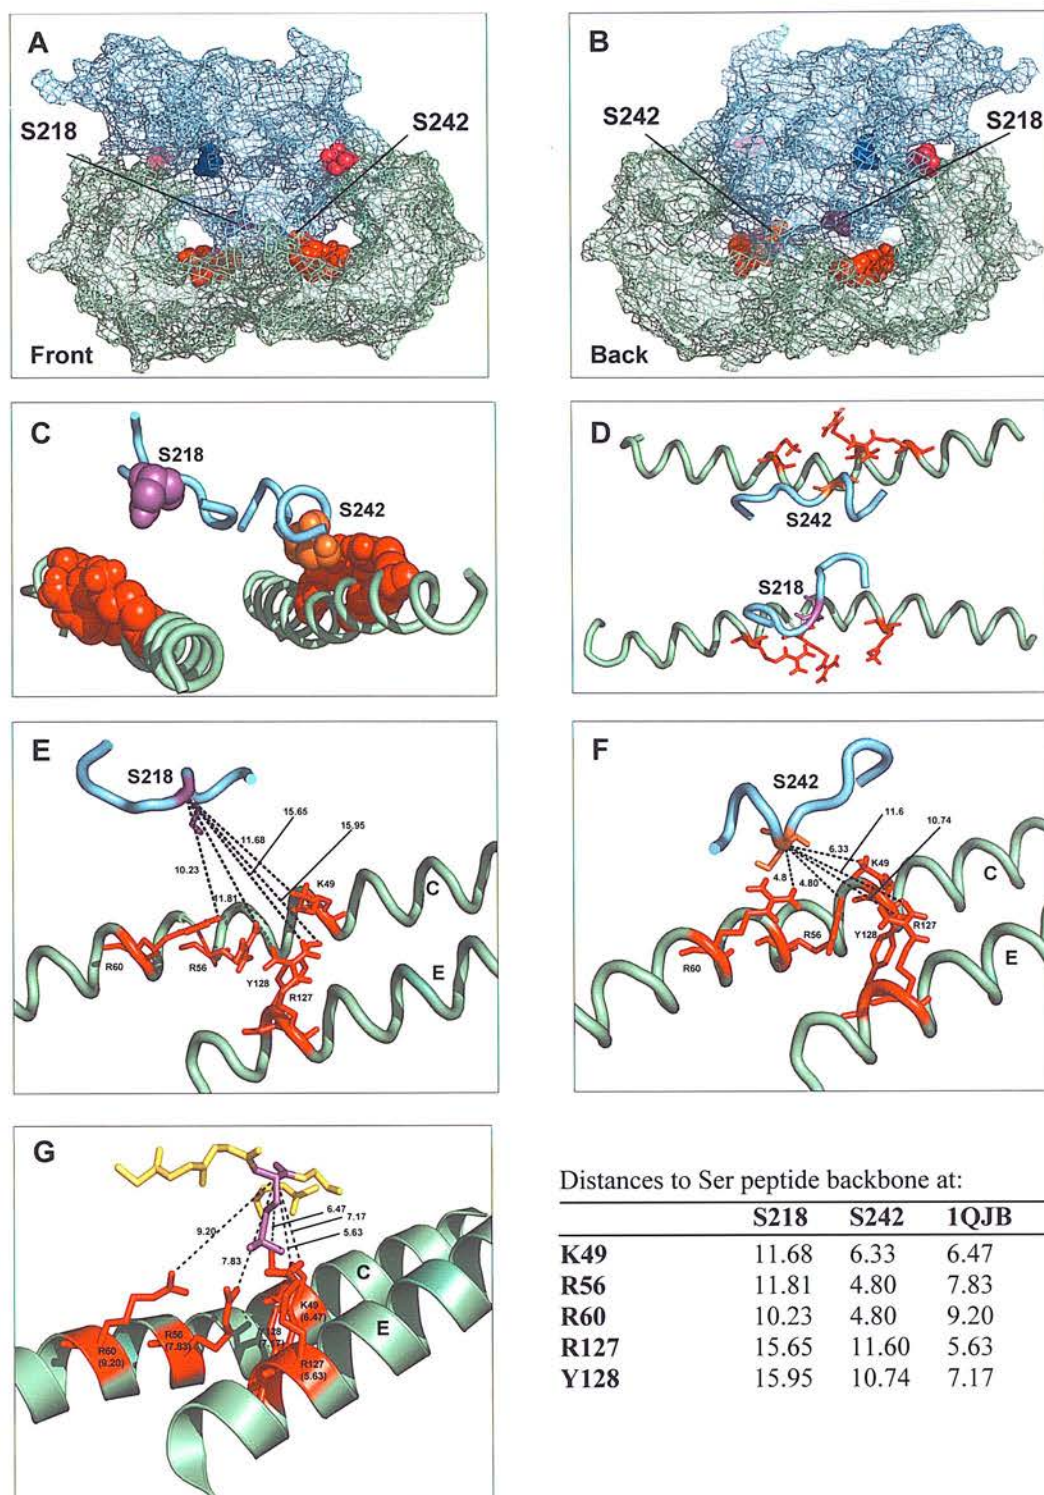 A
S218
S242
Front
B
S242
S218
Back
C
S218
S242
D
S242
S218
E
S218
15.65
11.68
15.95
10.23
11.81
K49
C
R60
R56
Y128
R127
E
F
S242
11.6
10.74
6.33
K49
4.8
4.80
C
R56
Y128
R127
R60
E
G
6.47
7.17
9.20
5.63
7.83
C
K49
(6.47)
E
R56
(7.83)
Y128
(7.17)
R60
(9.20)
R127
(5.63)
Distances to Ser peptide backbone at:
S218 S242 1QJB
K49 11.68 6.33 6.47
R56 11.81 4.80 7.83
R60 10.23 4.80 9.20
R127 15.65 11.60 5.63
Y128 15.95 10.74 7.17